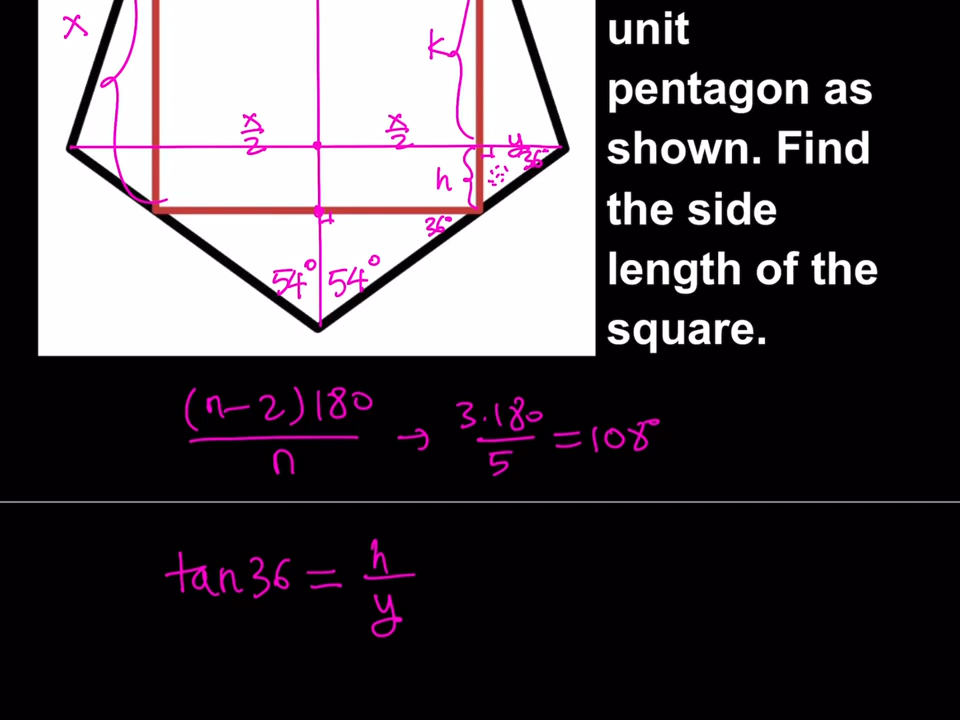 unit
pentagon as
shown. Find
the side
length of the
square.
x
k
x/2 x/2 y
36°
h
36°
54° 54°
(n-2)180/n → 3.180/5 = 108°
tan36 = h/y